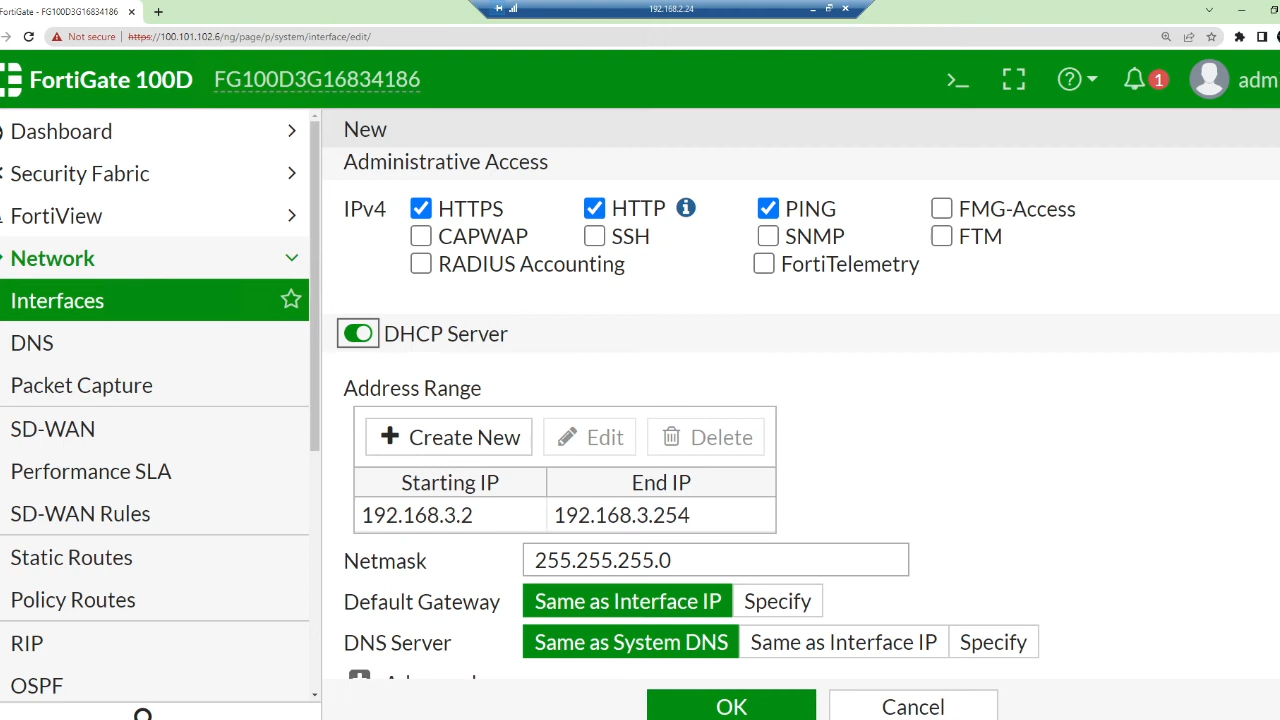 FortiGate - FG100D3G16834186
192.168.2.24
Not secure | https://100.101.102.6/ng/page/p/system/interface/edit/
FortiGate 100D FG100D3G16834186
>_
?
1
adm
Dashboard
Security Fabric
FortiView
Network
Interfaces
DNS
Packet Capture
SD-WAN
Performance SLA
SD-WAN Rules
Static Routes
Policy Routes
RIP
OSPF
New
Administrative Access
IPv4 HTTPS HTTP PING FMG-Access
CAPWAP SSH SNMP FTM
RADIUS Accounting FortiTelemetry
DHCP Server
Address Range
Create New Edit Delete
Starting IP End IP
192.168.3.2 192.168.3.254
Netmask 255.255.255.0
Default Gateway Same as Interface IP Specify
DNS Server Same as System DNS Same as Interface IP Specify
OK Cancel